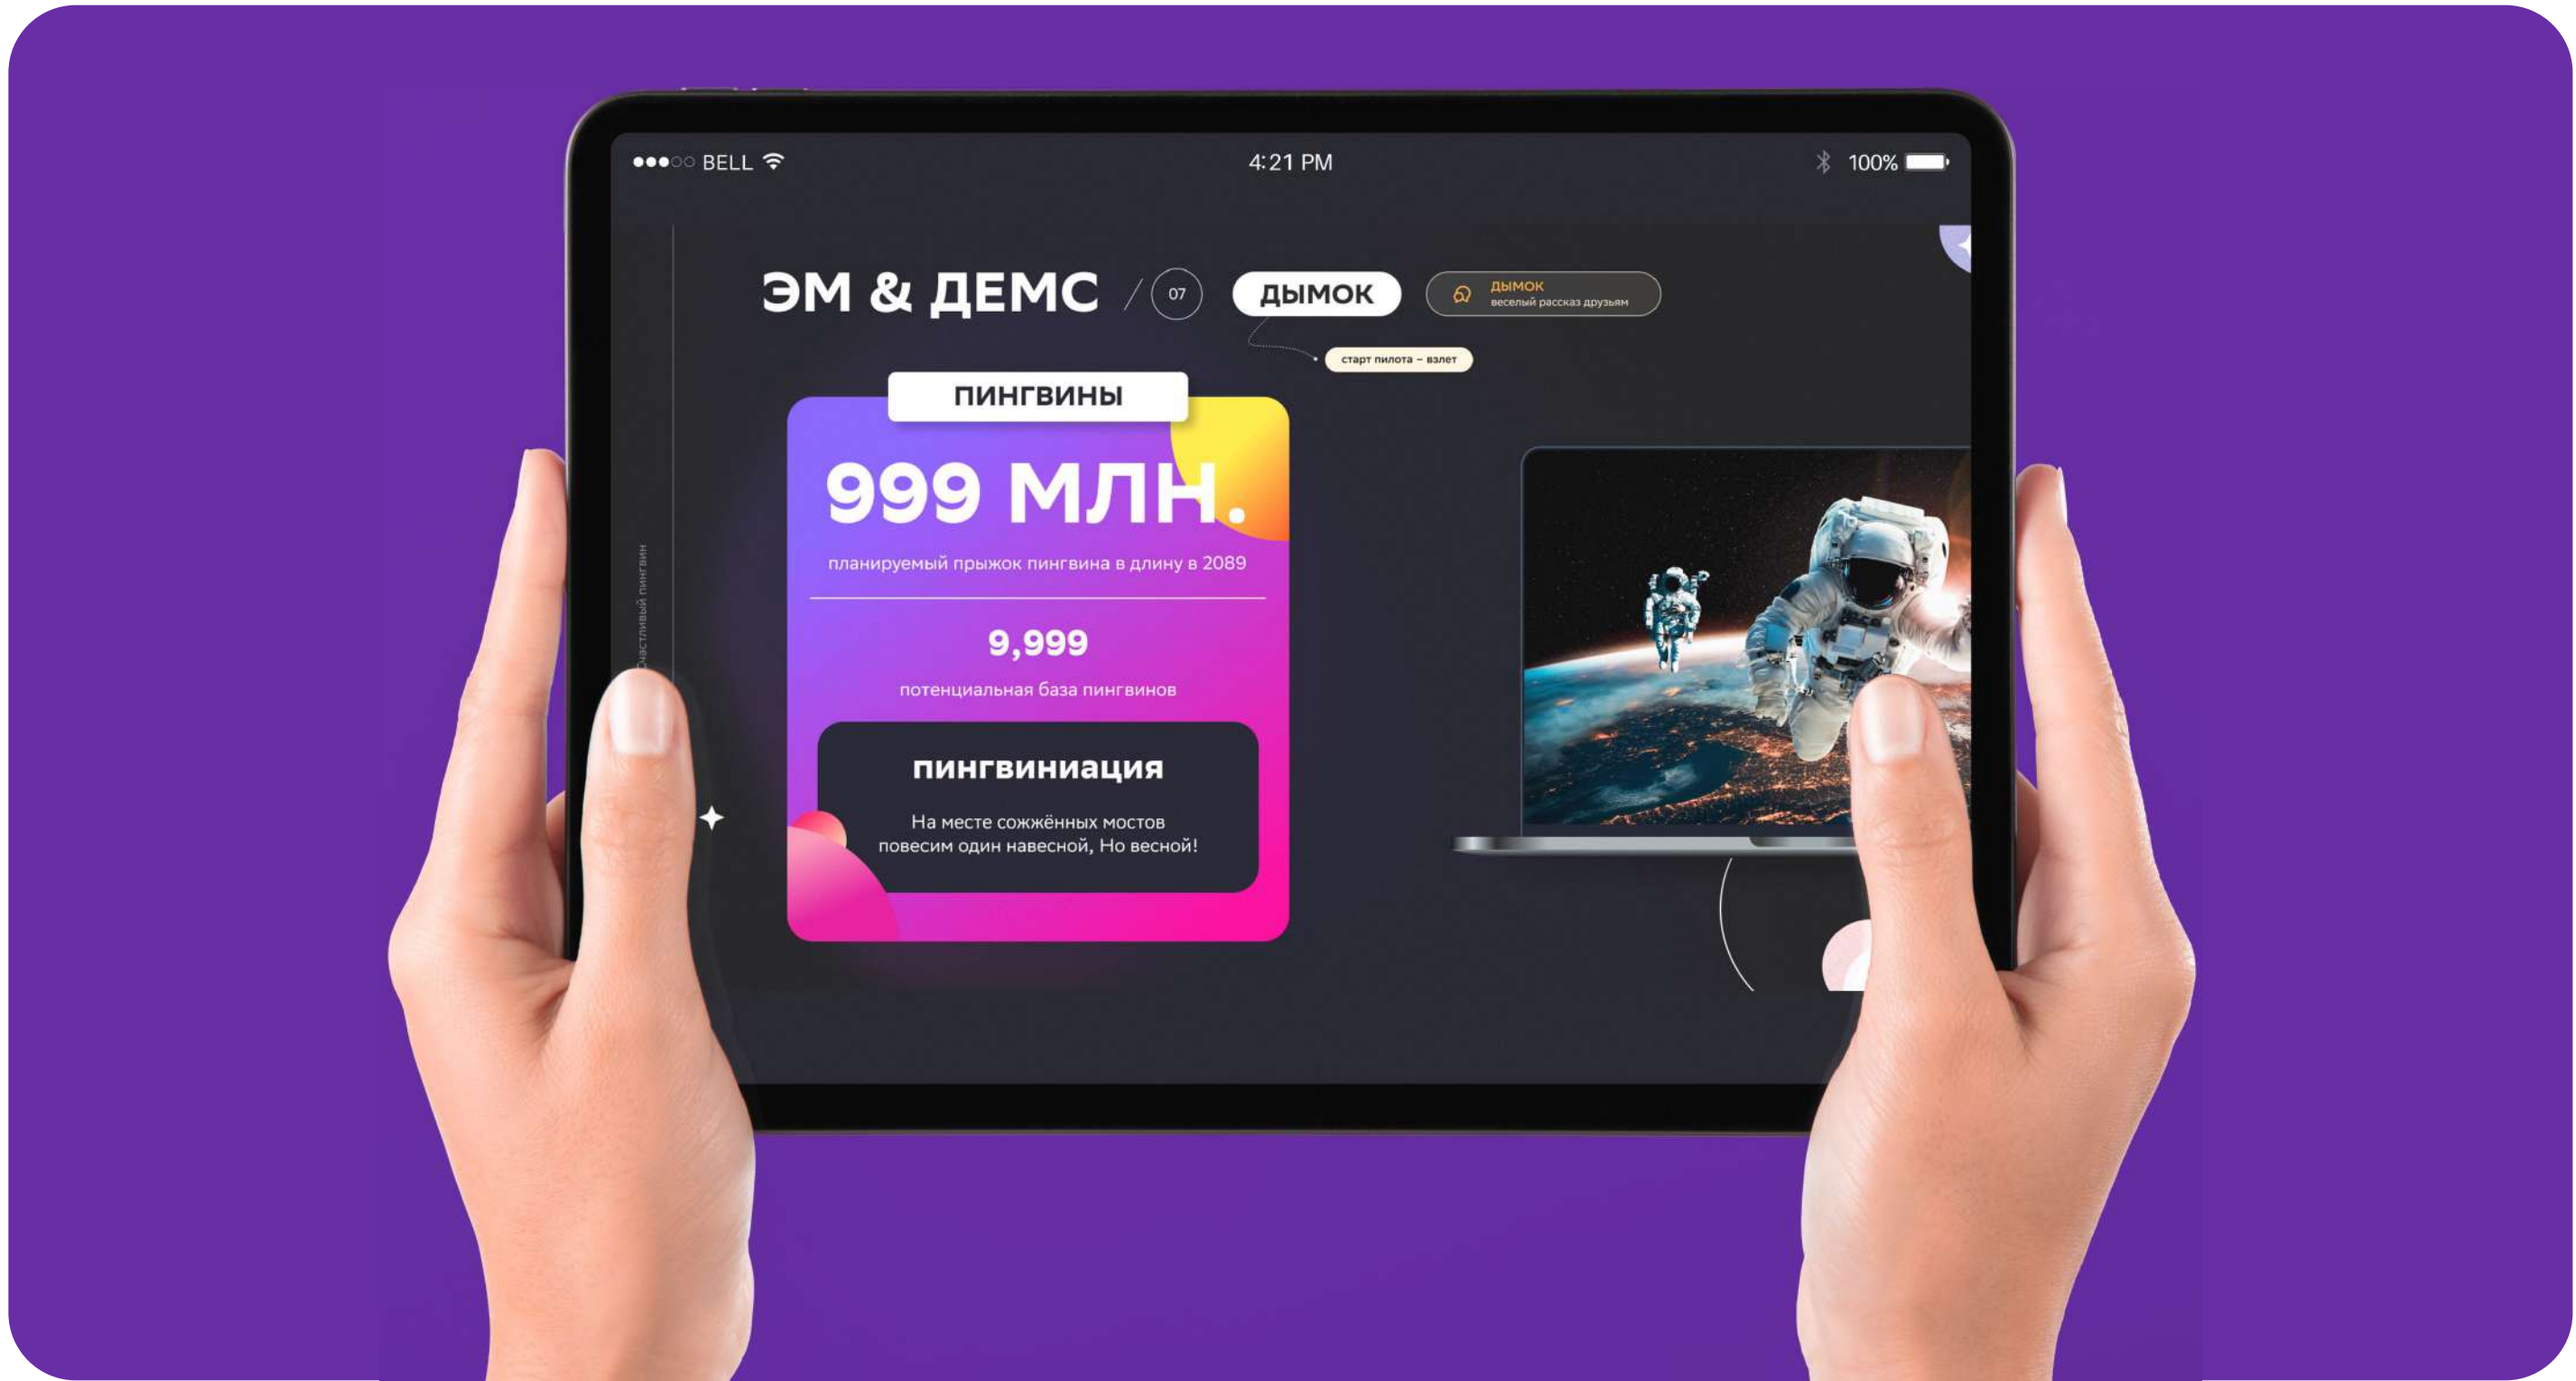 BELL
4:21 PM
100%
ЭМ & ДЕМС
07
ДЫМОК
ДЫМОК
веселый рассказ друзьям
старт пилота – взлет
ПИНГВИНЫ
999 МЛН.
планируемый прыжок пингвина в длину в 2089
9,999
потенциальная база пингвинов
пингвиниация
На месте сожжённых мостов
повесим один навесной, Но весной!
Счастливый пингвин